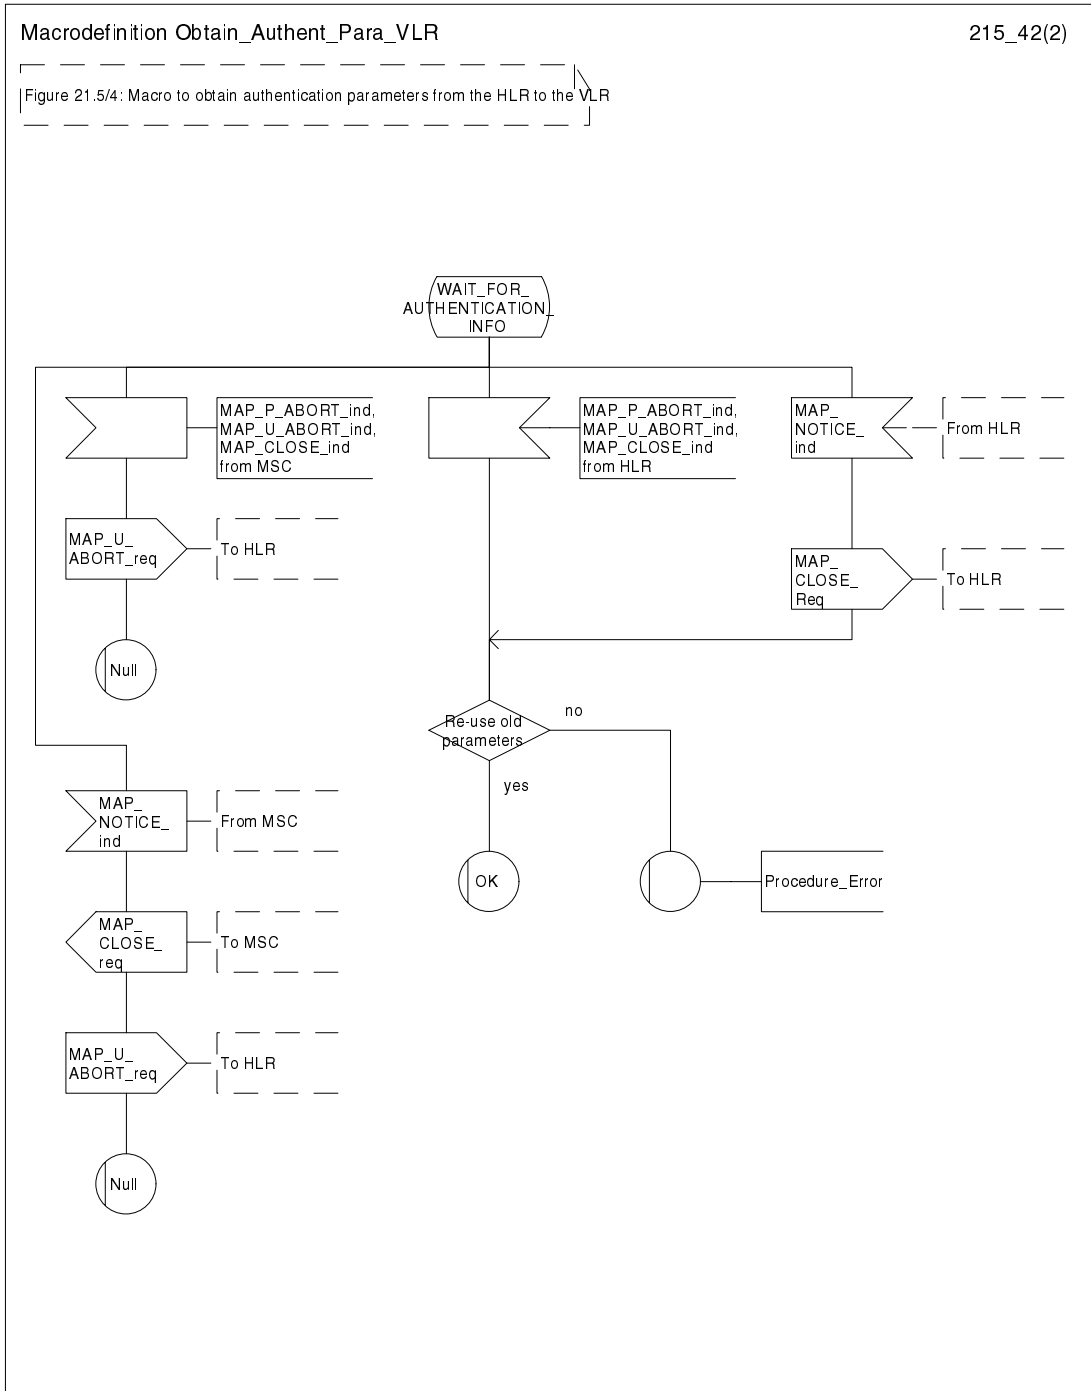 Macrodefinition Obtain_Authent_Para_VLR
215_42(2)
Figure 21.5/4: Macro to obtain authentication parameters from the HLR to the VLR
WAIT_FOR_
AUTHENTICATION_
INFO
MAP_P_ABORT_ind,
MAP_U_ABORT_ind,
MAP_CLOSE_ind
from MSC
MAP_P_ABORT_ind,
MAP_U_ABORT_ind,
MAP_CLOSE_ind
from HLR
MAP_
NOTICE_
ind
From HLR
MAP_U_
ABORT_req
To HLR
MAP_
CLOSE_
Req
To HLR
Null
Re-use old
parameters
no
yes
MAP_
NOTICE_
ind
From MSC
OK
Procedure_Error
MAP_
CLOSE_
req
To MSC
MAP_U_
ABORT_req
To HLR
Null